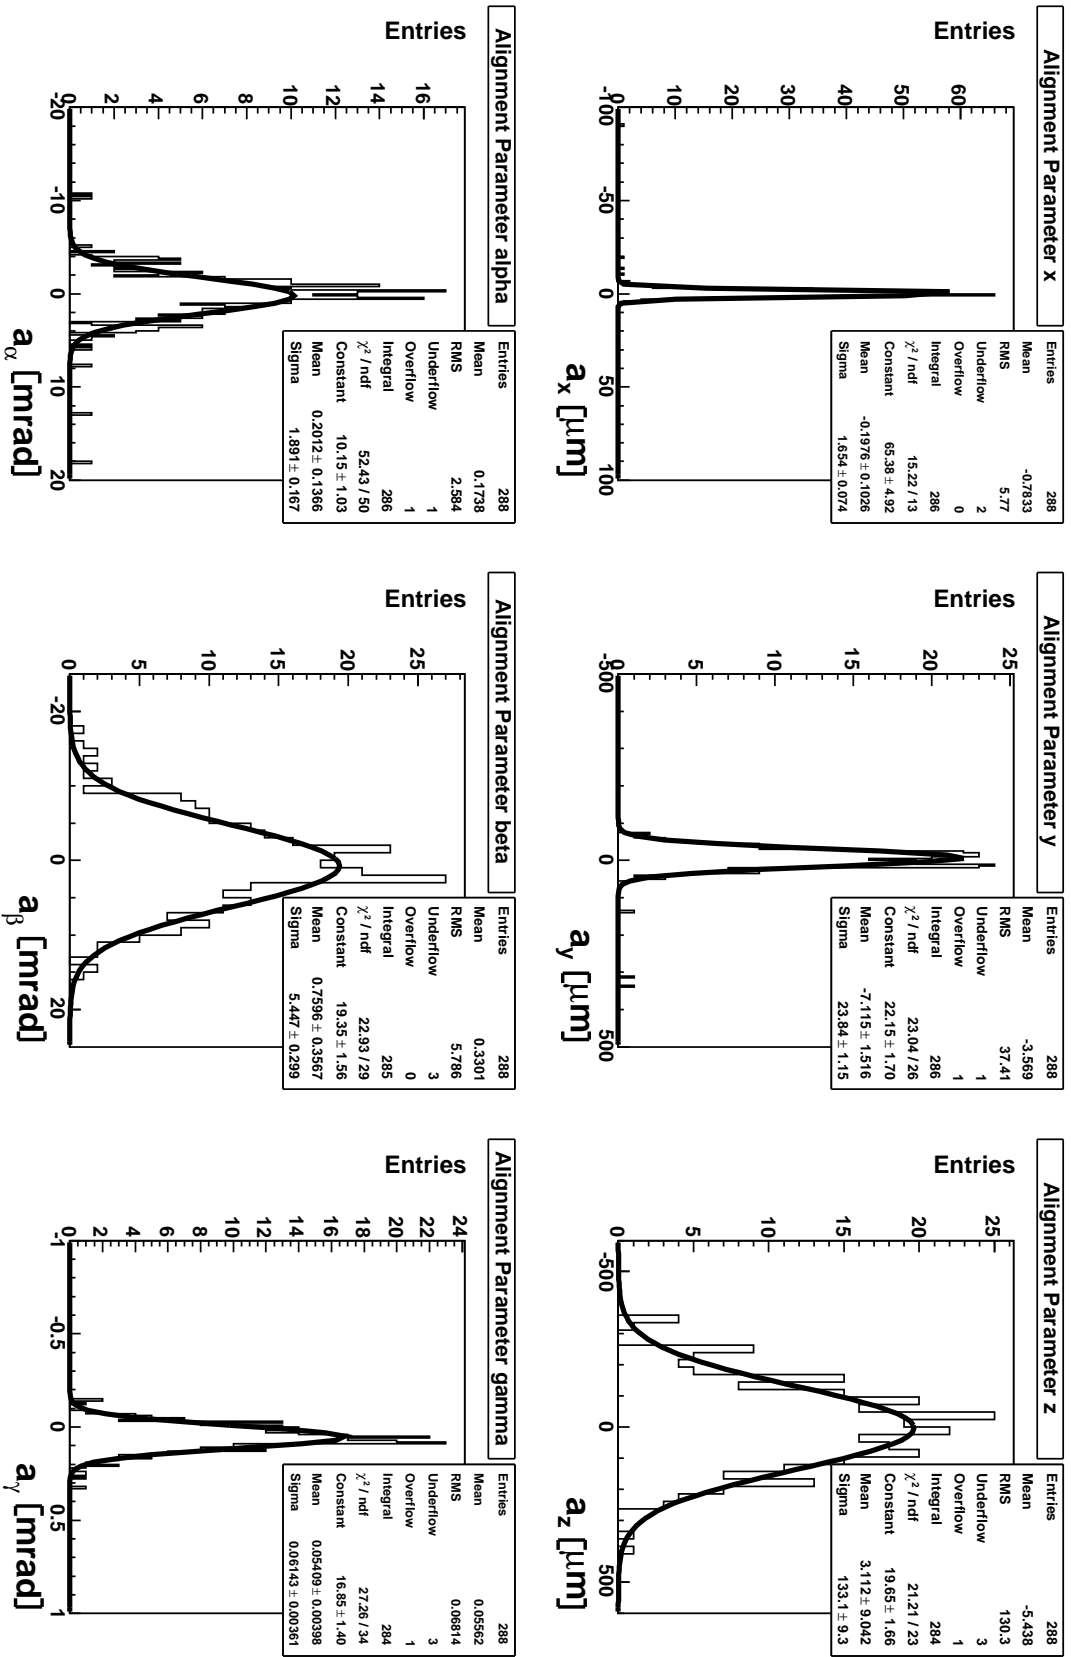 Alignment Parameter x
Entries
60
50
40
30
20
10
0
-100
-50
0
50
100
a_x [μm]
Entries 288
Mean -0.7833
RMS 5.77
Underflow 2
Overflow 0
Integral 286
χ² / ndf 15.22 / 13
Constant 65.38 ± 4.92
Mean -0.1976 ± 0.1026
Sigma 1.654 ± 0.074
Alignment Parameter y
Entries
25
20
15
10
5
0
-500
0
500
a_y [μm]
Entries 288
Mean -3.569
RMS 37.41
Underflow 1
Overflow 1
Integral 286
χ² / ndf 23.04 / 26
Constant 22.15 ± 1.70
Mean -7.115 ± 1.516
Sigma 23.84 ± 1.15
Alignment Parameter z
Entries
25
20
15
10
5
0
-500
0
500
a_z [μm]
Entries 288
Mean -5.438
RMS 130.3
Underflow 3
Overflow 1
Integral 284
χ² / ndf 21.21 / 23
Constant 19.65 ± 1.66
Mean 3.112 ± 9.042
Sigma 133.1 ± 9.3
Alignment Parameter alpha
Entries
16
14
12
10
8
6
4
2
0
-20
-10
0
10
20
a_α [mrad]
Entries 288
Mean 0.1738
RMS 2.584
Underflow 1
Overflow 1
Integral 286
χ² / ndf 52.43 / 50
Constant 10.15 ± 1.03
Mean 0.2012 ± 0.1366
Sigma 1.891 ± 0.167
Alignment Parameter beta
Entries
25
20
15
10
5
0
-20
0
20
a_β [mrad]
Entries 288
Mean 0.3301
RMS 5.786
Underflow 3
Overflow 0
Integral 285
χ² / ndf 22.93 / 29
Constant 19.35 ± 1.56
Mean 0.7596 ± 0.3567
Sigma 5.447 ± 0.299
Alignment Parameter gamma
Entries
24
22
20
18
16
14
12
10
8
6
4
2
0
-1
-0.5
0
0.5
1
a_γ [mrad]
Entries 288
Mean 0.05562
RMS 0.06814
Underflow 3
Overflow 1
Integral 284
χ² / ndf 27.26 / 34
Constant 16.85 ± 1.40
Mean 0.05409 ± 0.00398
Sigma 0.06143 ± 0.00361